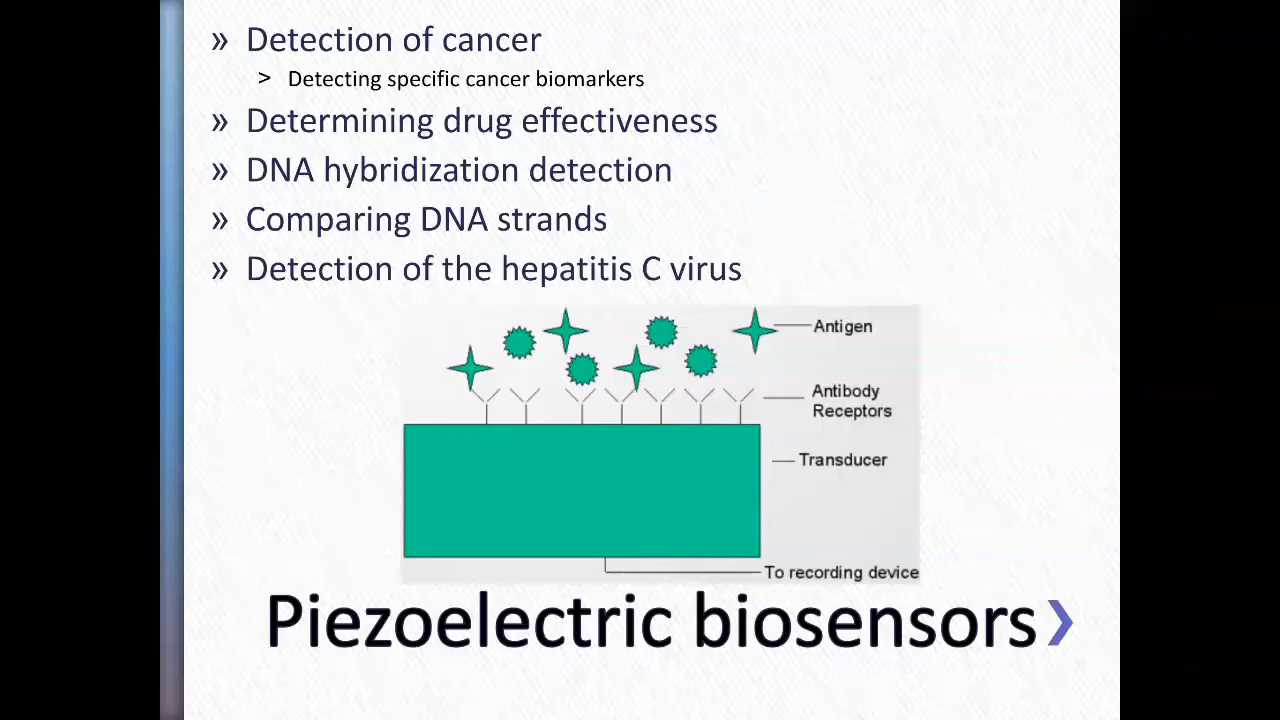 » Detection of cancer
> Detecting specific cancer biomarkers
» Determining drug effectiveness
» DNA hybridization detection
» Comparing DNA strands
» Detection of the hepatitis C virus
Antigen
Antibody
Receptors
Transducer
To recording device
Piezoelectric biosensors